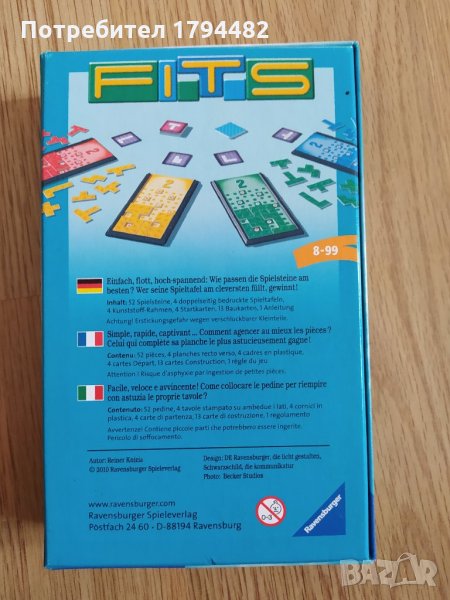 Потребител 1794482
FITS
2
2
2
2
8-99
Einfach, flott, hoch-spannend: Wie passen die Spielsteine am
besten? Wer seine Spieltafel am cleversten füllt, gewinnt!
Inhalt: 52 Spielsteine, 4 doppelseitig bedruckte Spieltafeln,
4 Kunststoff-Rahmen, 4 Startkarten, 13 Baukarten, 1 Anleitung
Achtung! Erstickungsgefahr wegen verschluckbarer Kleinteile.
Simple, rapide, captivant... Comment agencer au mieux les pièces ?
Celui qui complète sa planche le plus astucieusement gagne!
Contenu: 52 pièces, 4 planches recto verso, 4 cadres en plastique,
4 cartes Départ, 13 cartes Construction, 1 règle du jeu
Attention ! Risque d'asphyxie par ingestion de petites pièces.
Facile, veloce e avvincente! Come collocare le pedine per riempire
con astuzia le proprie tavole?
Contenuto: 52 pedine, 4 tavole stampato su ambedue i lati, 4 cornici in
plastica, 4 carte di partenza, 13 carte di costruzione, 1 regolamento
Avvertenze! Contiene piccole parti che potrebbero essere ingerite.
Pericolo di soffocamento.
Autor: Reiner Knizia
© 2010 Ravensburger Spieleverlag
Design: DE Ravensburger, die licht gestalten,
Schwarzschild, die kommunikatur
Photo: Becker Studios
www.ravensburger.com
Ravensburger Spieleverlag
Postfach 24 60 - D-88194 Ravensburg
0-3
Ravensburger
BAZAR